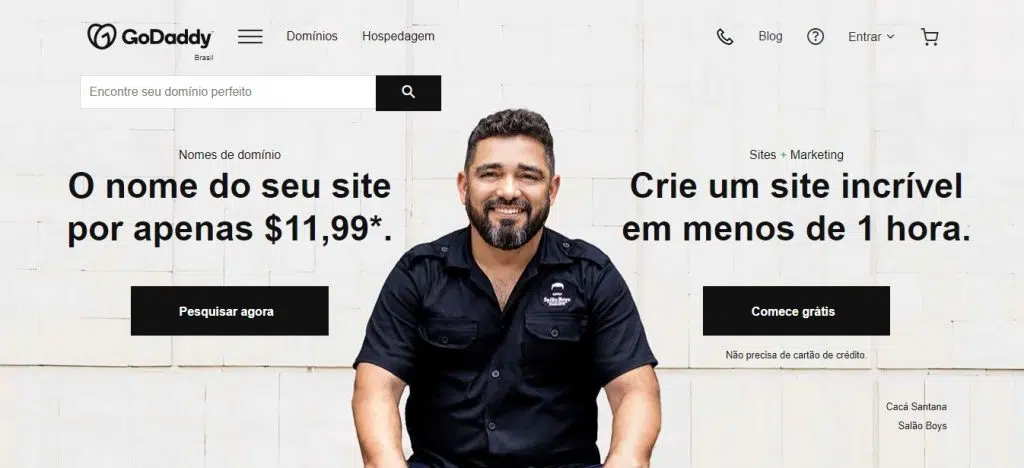 GoDaddy
Brasil
Domínios
Hospedagem
Blog
?
Entrar
Encontre seu domínio perfeito
Nomes de domínio
O nome do seu site
por apenas $11,99*.
Pesquisar agora
Sites + Marketing
Crie um site incrível
em menos de 1 hora.
Comece grátis
Não precisa de cartão de crédito.
Salão Boys
Cacá Santana
Salão Boys